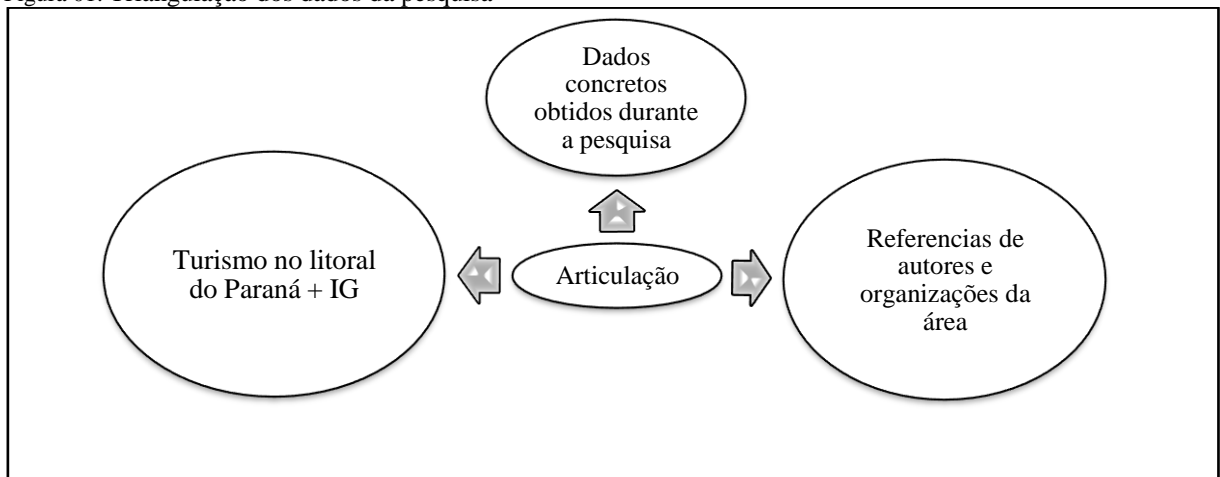 Figura 01: Triangulação dos dados da pesquisa
Dados
concretos
obtidos durante
a pesquisa
Turismo no litoral
do Paraná + IG
Articulação
Referencias de
autores e
organizações da
área